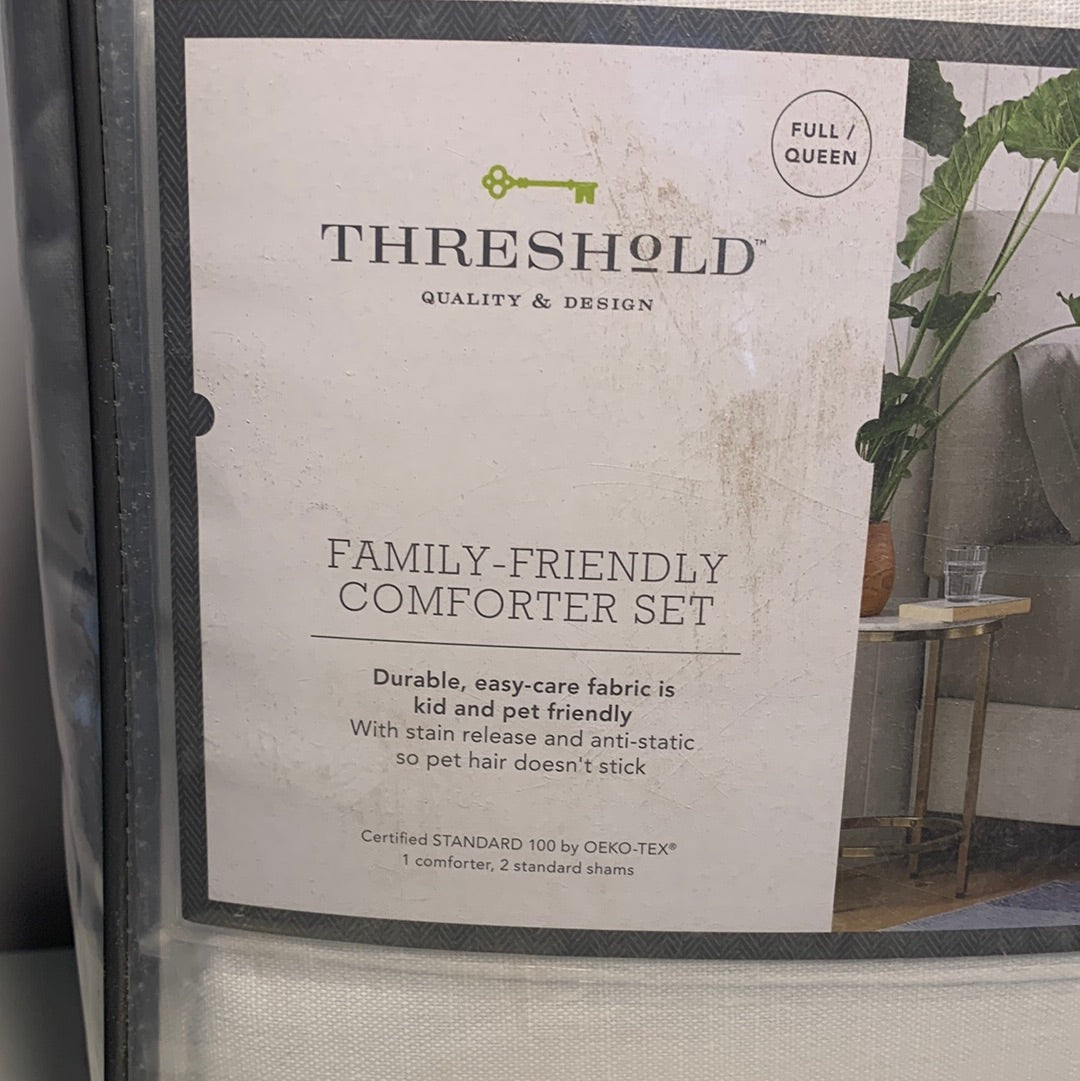 FULL /
QUEEN
THRESHOLD™
QUALITY & DESIGN
FAMILY-FRIENDLY
COMFORTER SET
Durable, easy-care fabric is
kid and pet friendly
With stain release and anti-static
so pet hair doesn't stick
Certified STANDARD 100 by OEKO-TEX®
1 comforter, 2 standard shams